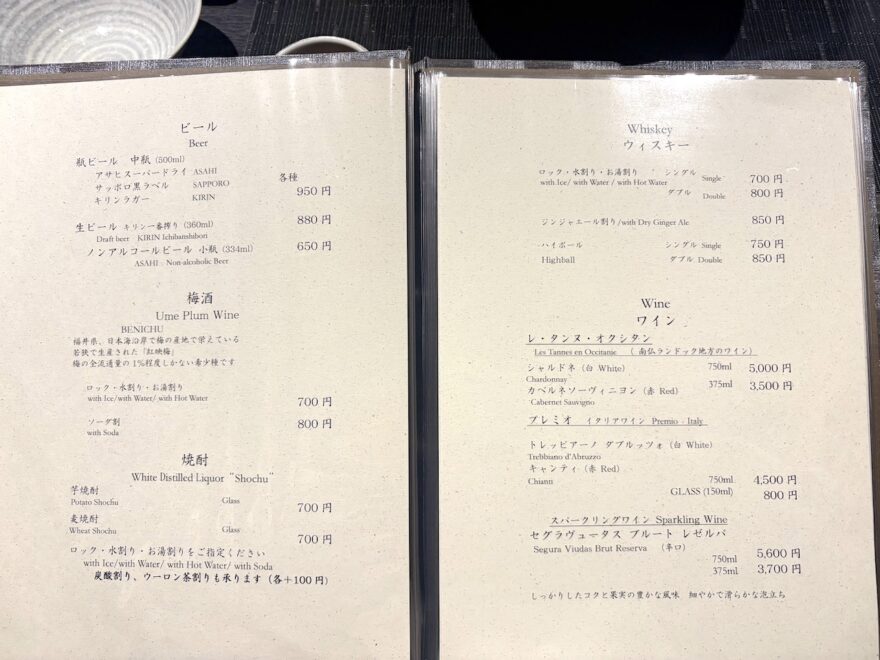 ビール
Beer
瓶ビール 中瓶 (500ml)
アサヒスーパードライ ASAHI 各種
サッポロ黒ラベル SAPPORO 950 円
キリンラガー KIRIN
生ビール キリン一番搾り (360ml) 880 円
Draft beer KIRIN Ichibanshibori
ノンアルコールビール 小瓶 (334ml) 650 円
ASAHI Non-alcoholic Beer
梅酒
Ume Plum Wine
BENICHU
福井県、日本海沿岸で梅の産地で栄えている
若狭で生産された「紅映梅」
梅の全流通量の1%程度しかない希少種です
ロック・水割り・お湯割り
with Ice/with Water/ with Hot Water 700 円
ソーダ割 800 円
with Soda
焼酎
White Distilled Liquor "Shochu"
芋焼酎
Potato Shochu Glass 700 円
麦焼酎
Wheat Shochu Glass 700 円
ロック・水割り・お湯割りをご指定ください
with Ice/with Water/ with Hot Water/ with Soda
炭酸割り、ウーロン茶割りも承ります (各+100 円)
Whiskey
ウィスキー
ロック・水割り・お湯割り シングル Single 700 円
with Ice/ with Water / with Hot Water
ダブル Double 800 円
ジンジャエール割り/with Dry Ginger Ale 850 円
ハイボール シングル Single 750 円
Highball ダブル Double 850 円
Wine
ワイン
レ・タンヌ・オクシタン
Les Tannes en Occitanie ( 南仏ラングドック地方のワイン)
シャルドネ (白 White) 750ml 5,000 円
Chardonnay
カベルネソーヴィニヨン (赤 Red) 375ml 3,500 円
Cabernet Sauvigno
プレミオ イタリアワイン Premio - Italy
トレッビアーノ ダブルッツォ (白 White)
Trebbiano d'Abruzzo
キャンティ (赤 Red)
Chianti 750ml 4,500 円
GLASS (150ml) 800 円
スパークリングワイン Sparkling Wine
セグラヴュータス ブルート レゼルバ
Segura Viudas Brut Reserva (辛口)
750ml 5,600 円
375ml 3,700 円
しっかりしたコクと果実の豊かな風味 細やかで滑らかな泡立ち